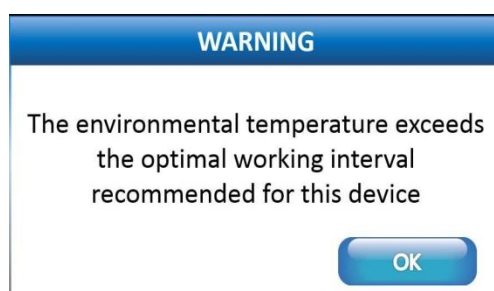 WARNING
The environmental temperature exceeds
the optimal working interval
recommended for this device
OK